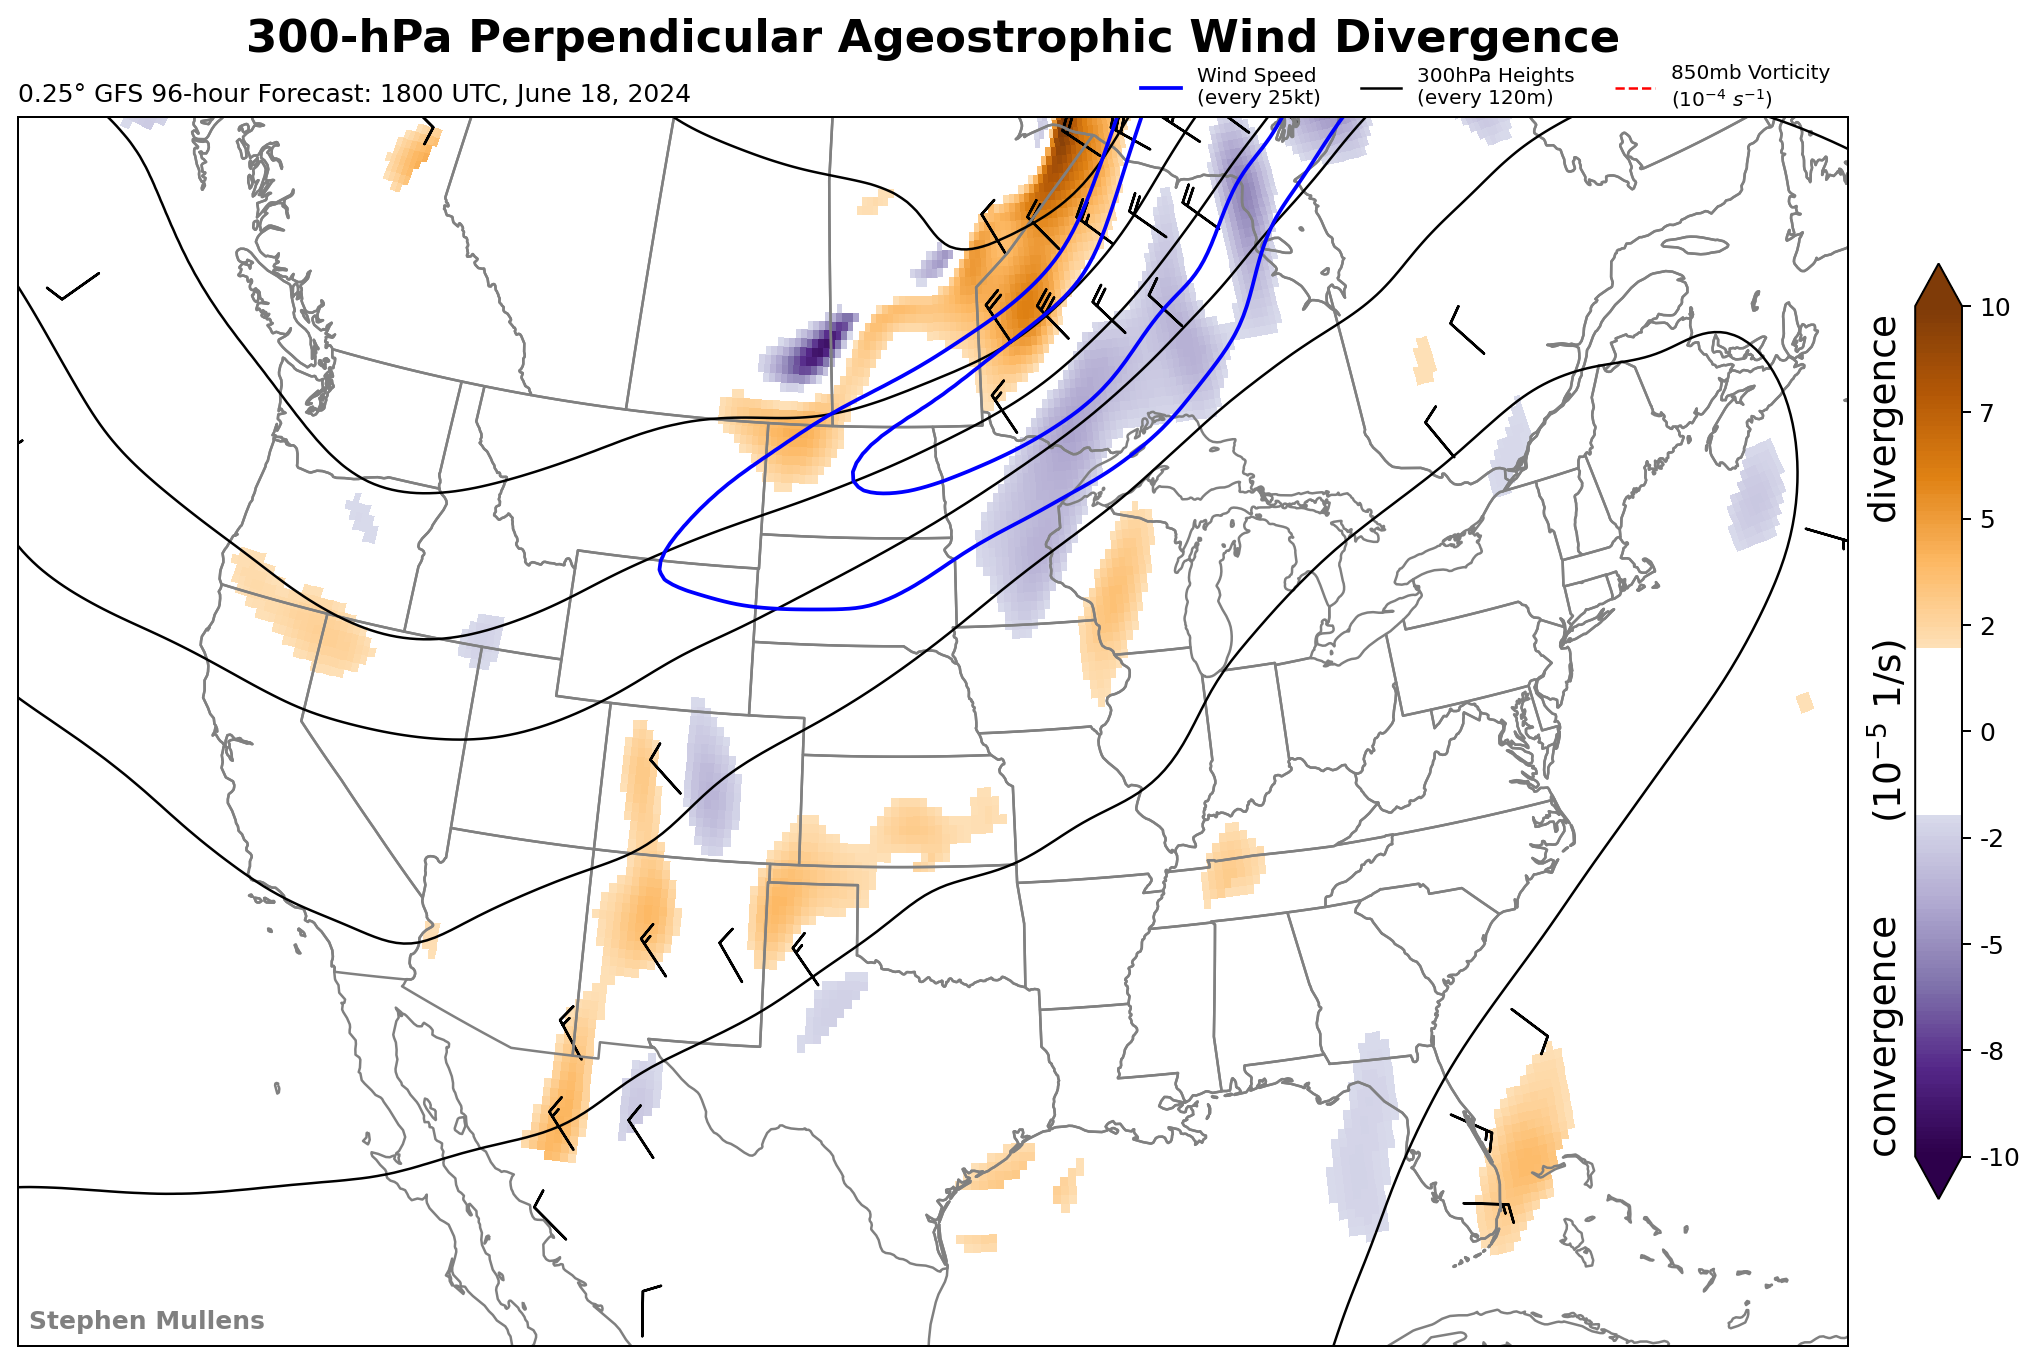 300-hPa Perpendicular Ageostrophic Wind Divergence
0.25° GFS 96-hour Forecast: 1800 UTC, June 18, 2024
Wind Speed
(every 25kt)
300hPa Heights
(every 120m)
850mb Vorticity
(10⁻⁴ s⁻¹)
10
7
5
2
0
-2
-5
-8
-10
convergence (10⁻⁵ 1/s) divergence
Stephen Mullens